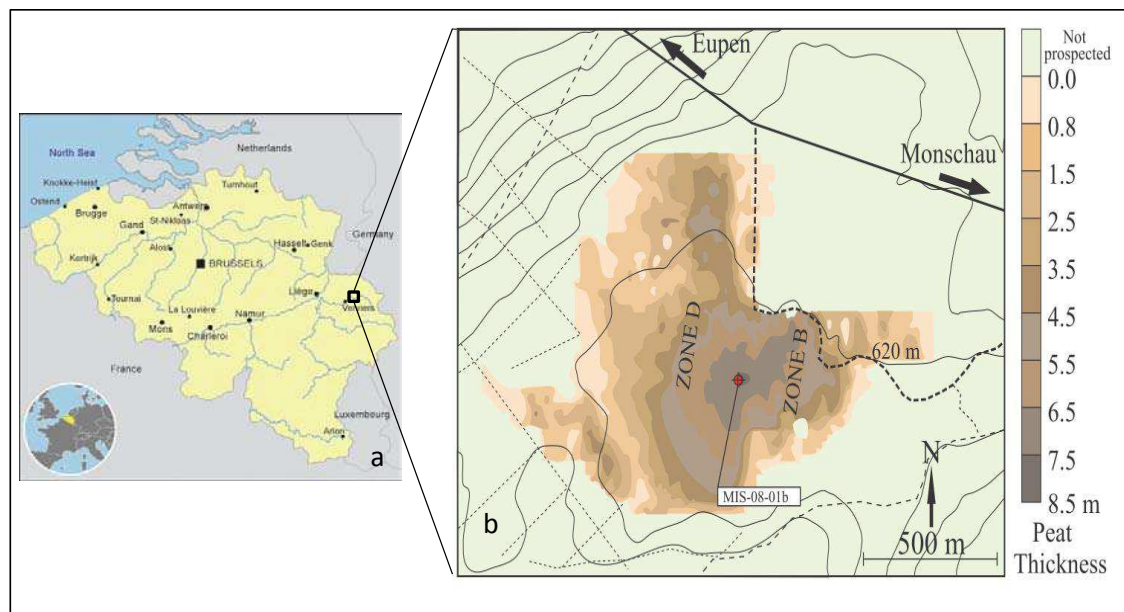 North Sea
Netherlands
Knokke-Heist
Ostend
Brugge
Turnhout
Antwerp
St-Niklaas
Gand
Germany
Hasselt
Genk
Alost
Kortrijk
BRUSSELS
Liège
Verviers
Tournai
La Louvière
Namur
Mons
Charleroi
France
Luxembourg
Arlon
a
Eupen
Monschau
ZONE D
ZONE B
620 m
MIS-08-01b
b
N
500 m
Not
prospected
0.0
0.8
1.5
2.5
3.5
4.5
5.5
6.5
7.5
8.5 m
Peat
Thickness